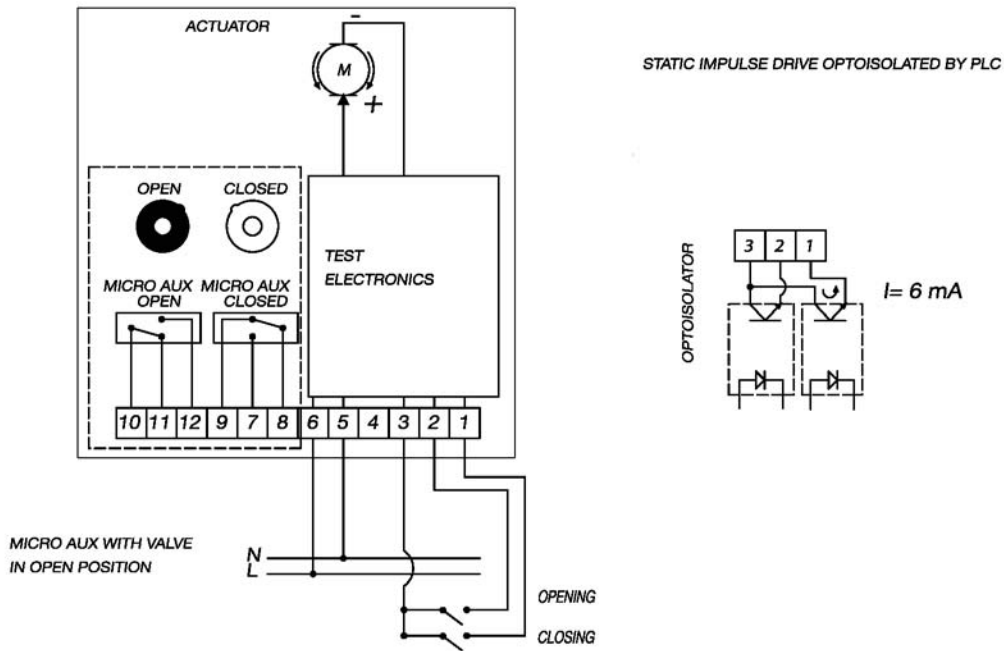 ACTUATOR
-
M
+
STATIC IMPULSE DRIVE OPTOISOLATED BY PLC
OPEN CLOSED
TEST
ELECTRONICS
MICRO AUX MICRO AUX
OPEN CLOSED
OPTOISOLATOR
3 2 1
I= 6 mA
10 11 12 9 7 8 6 5 4 3 2 1
MICRO AUX WITH VALVE
IN OPEN POSITION
N
L
OPENING
CLOSING